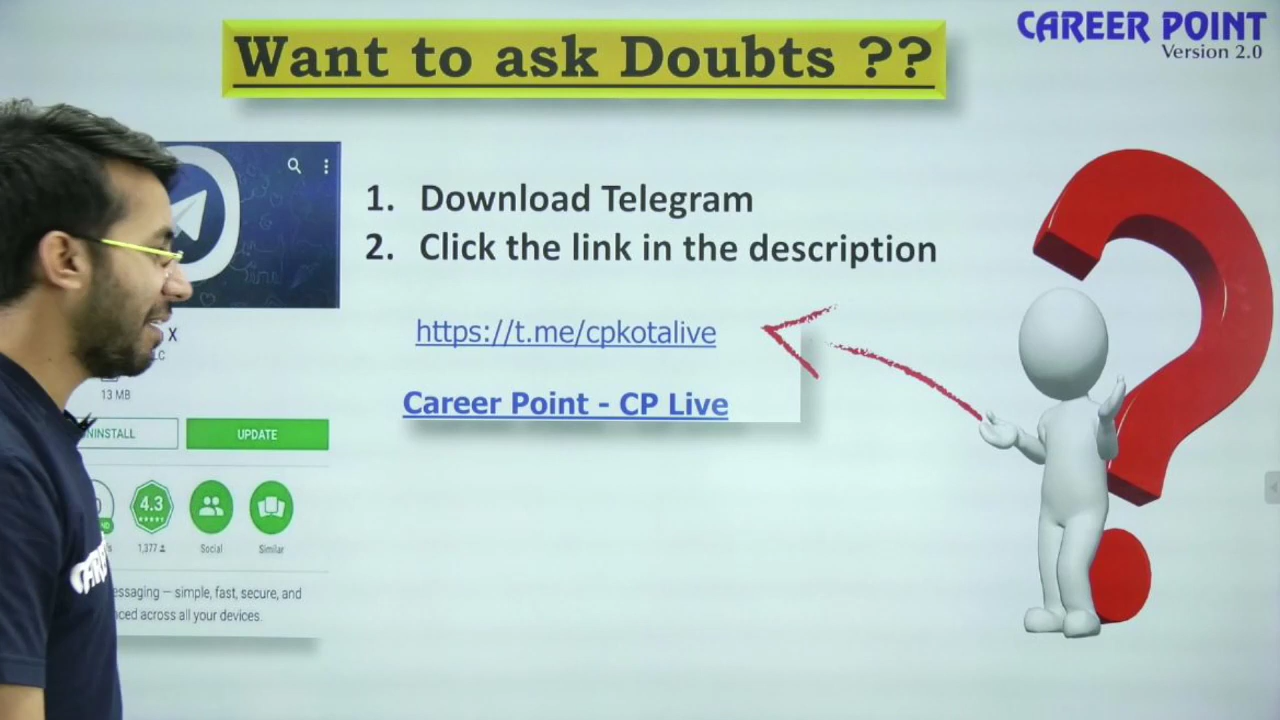 CAREER POINT
Version 2.0
Want to ask Doubts ??
1. Download Telegram
2. Click the link in the description
https://t.me/cpkotalive
Career Point - CP Live
X
13 MB
UPDATE
4.3
1,377
Social
Similar
— simple, fast, secure, and
across all your devices.